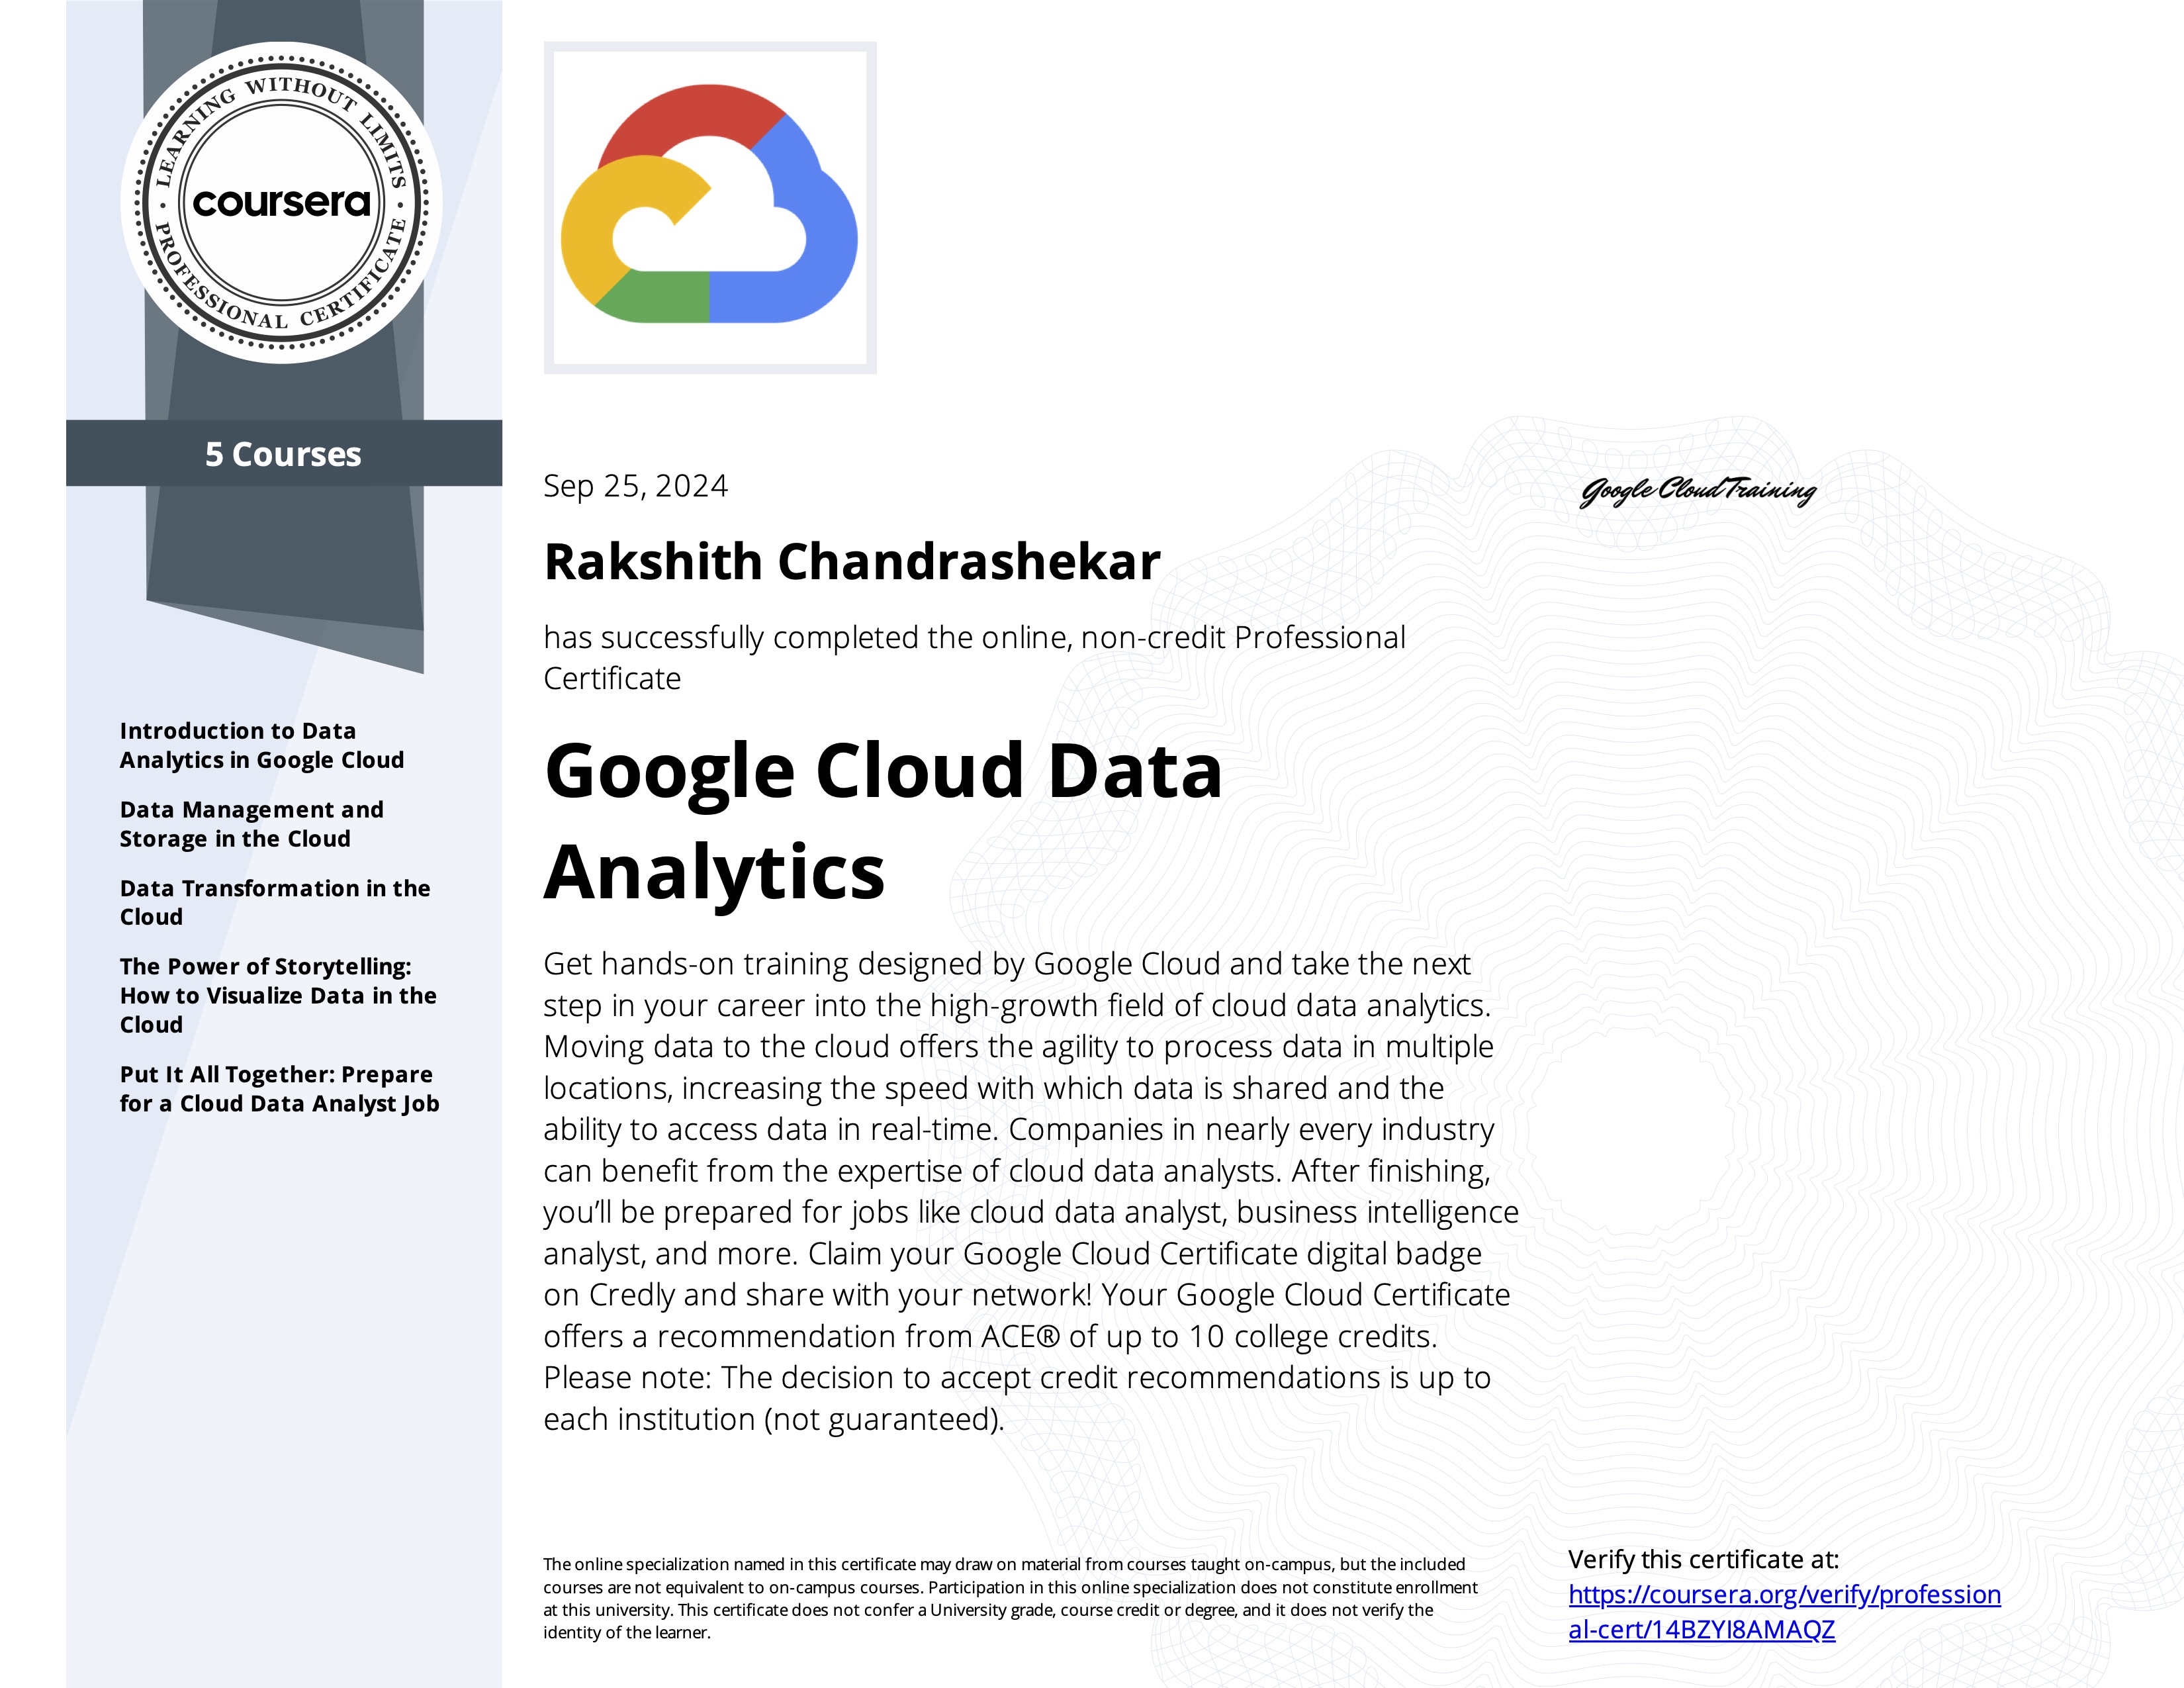 LEARNING WITHOUT LIMITS
coursera
PROFESSIONAL CERTIFICATE
5 Courses
Introduction to Data
Analytics in Google Cloud
Data Management and
Storage in the Cloud
Data Transformation in the
Cloud
The Power of Storytelling:
How to Visualize Data in the
Cloud
Put It All Together: Prepare
for a Cloud Data Analyst Job
Sep 25, 2024
Rakshith Chandrashekar
has successfully completed the online, non-credit Professional
Certificate
Google Cloud Data
Analytics
Get hands-on training designed by Google Cloud and take the next
step in your career into the high-growth field of cloud data analytics.
Moving data to the cloud offers the agility to process data in multiple
locations, increasing the speed with which data is shared and the
ability to access data in real-time. Companies in nearly every industry
can benefit from the expertise of cloud data analysts. After finishing,
you’ll be prepared for jobs like cloud data analyst, business intelligence
analyst, and more. Claim your Google Cloud Certificate digital badge
on Credly and share with your network! Your Google Cloud Certificate
offers a recommendation from ACE® of up to 10 college credits.
Please note: The decision to accept credit recommendations is up to
each institution (not guaranteed).
Google Cloud Training
The online specialization named in this certificate may draw on material from courses taught on-campus, but the included
courses are not equivalent to on-campus courses. Participation in this online specialization does not constitute enrollment
at this university. This certificate does not confer a University grade, course credit or degree, and it does not verify the
identity of the learner.
Verify this certificate at:
https://coursera.org/verify/profession
al-cert/14BZYI8AMAQZ